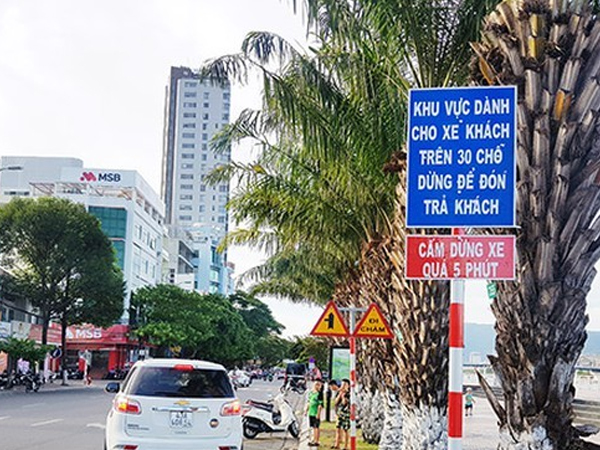 MSB
KHU VỰC DÀNH
CHO XE KHÁCH
TRÊN 30 CHỖ
DỪNG ĐỂ ĐÓN
TRẢ KHÁCH
CẤM DỪNG XE
QUÁ 5 PHÚT
ĐI
CHẬM
MSB